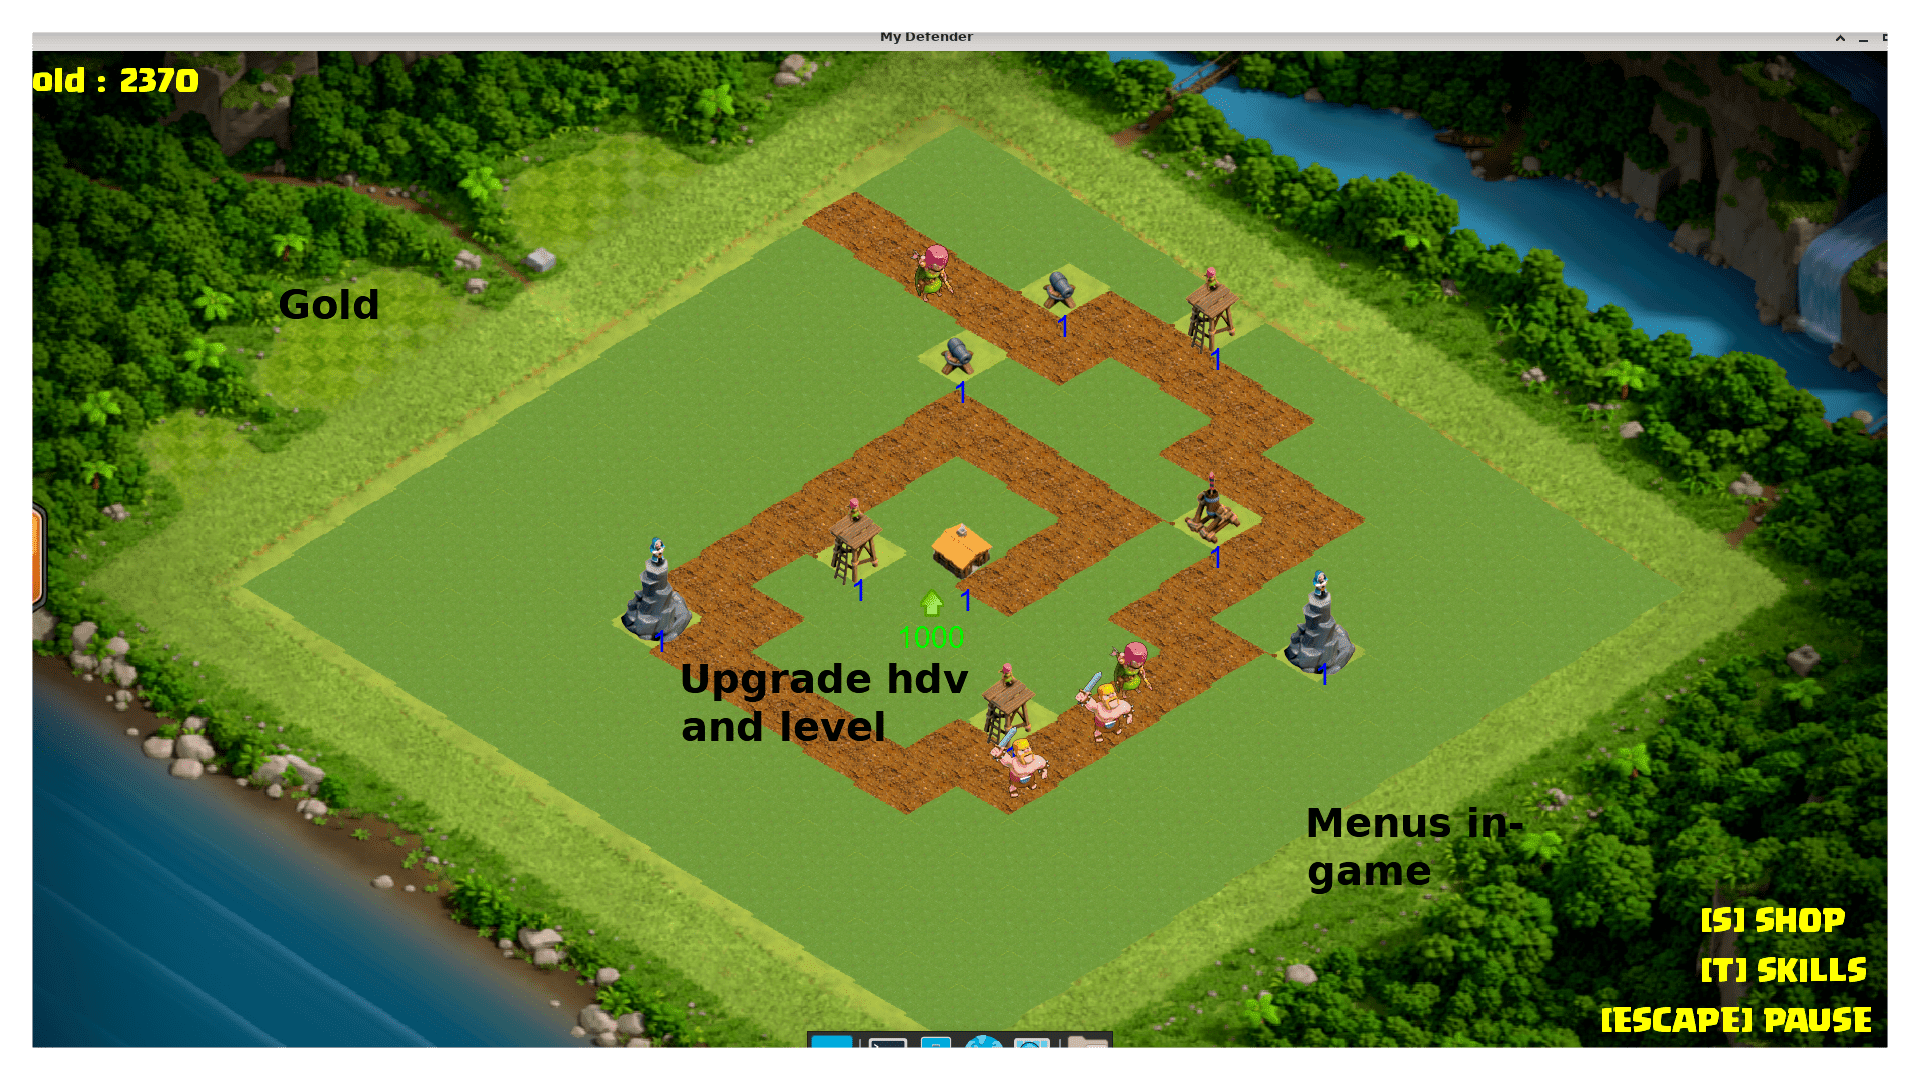 My Defender
old : 2370
Gold
1
1
1
1
1
1
1
1
1000
1
Upgrade hdv
and level
Menus in-
game
[S] SHOP
[T] SKILLS
[ESCAPE] PAUSE